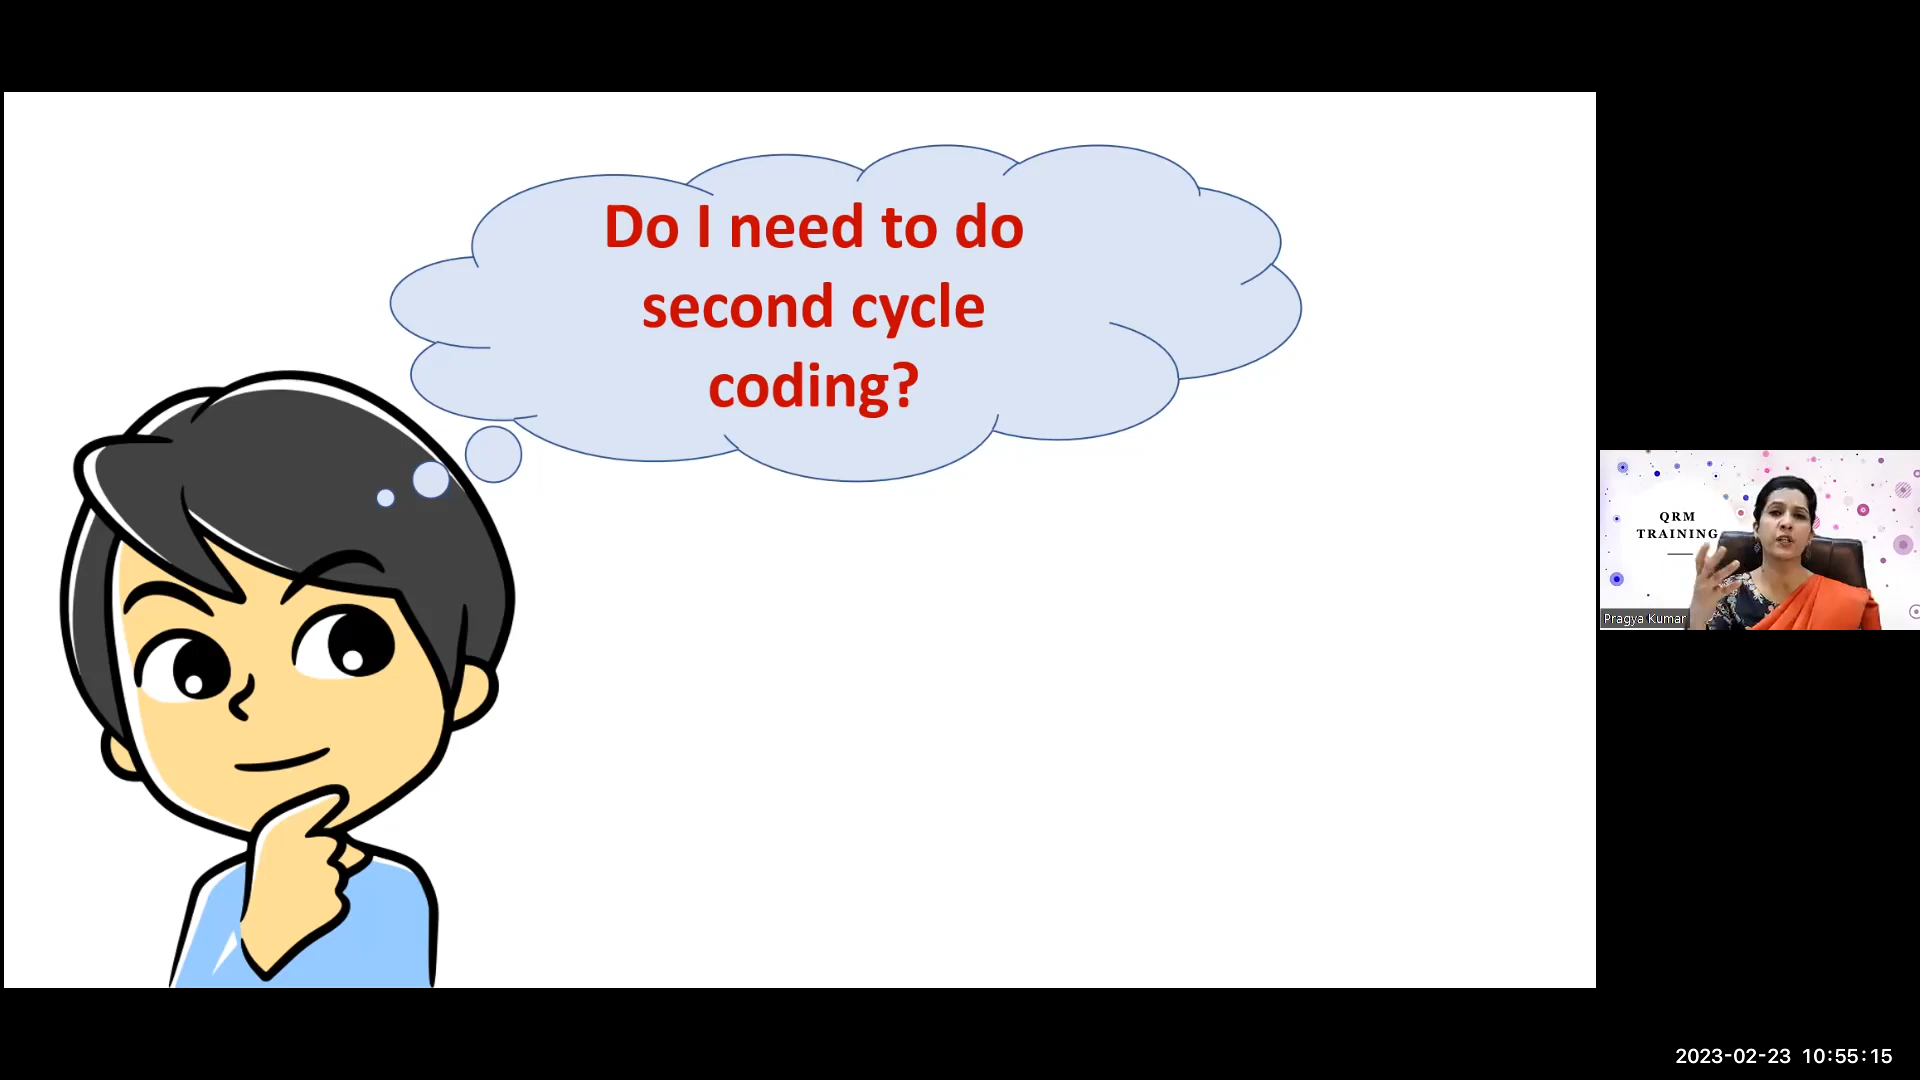 Do I need to do
second cycle
coding?
QRM
TRAINING
Pragya Kumar
2023-02-23 10:55:15